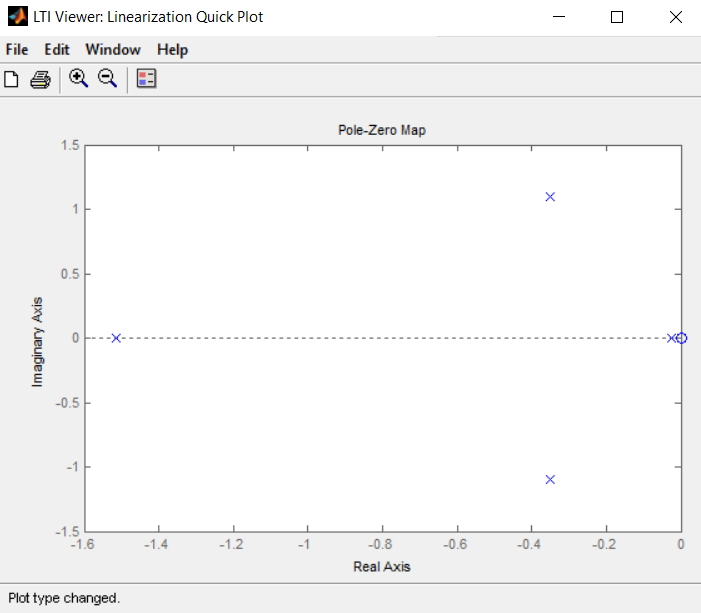 LTI Viewer: Linearization Quick Plot
File Edit Window Help
Pole-Zero Map
1.5
1
0.5
0
-0.5
-1
-1.5
Imaginary Axis
-1.6 -1.4 -1.2 -1 -0.8 -0.6 -0.4 -0.2 0
Real Axis
Plot type changed.